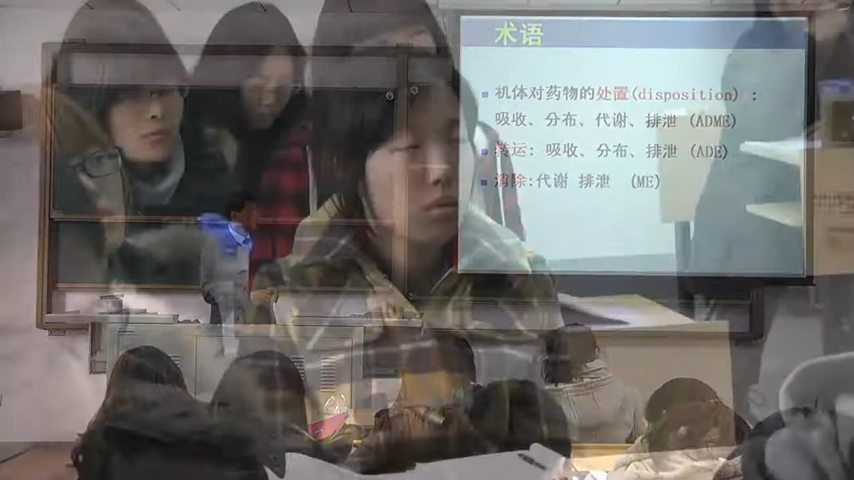 术语
机体对药物的处置(disposition):
吸收、分布、代谢、排泄 (ADME)
转运: 吸收、分布、排泄 (ADE)
消除:代谢 排泄 (ME)